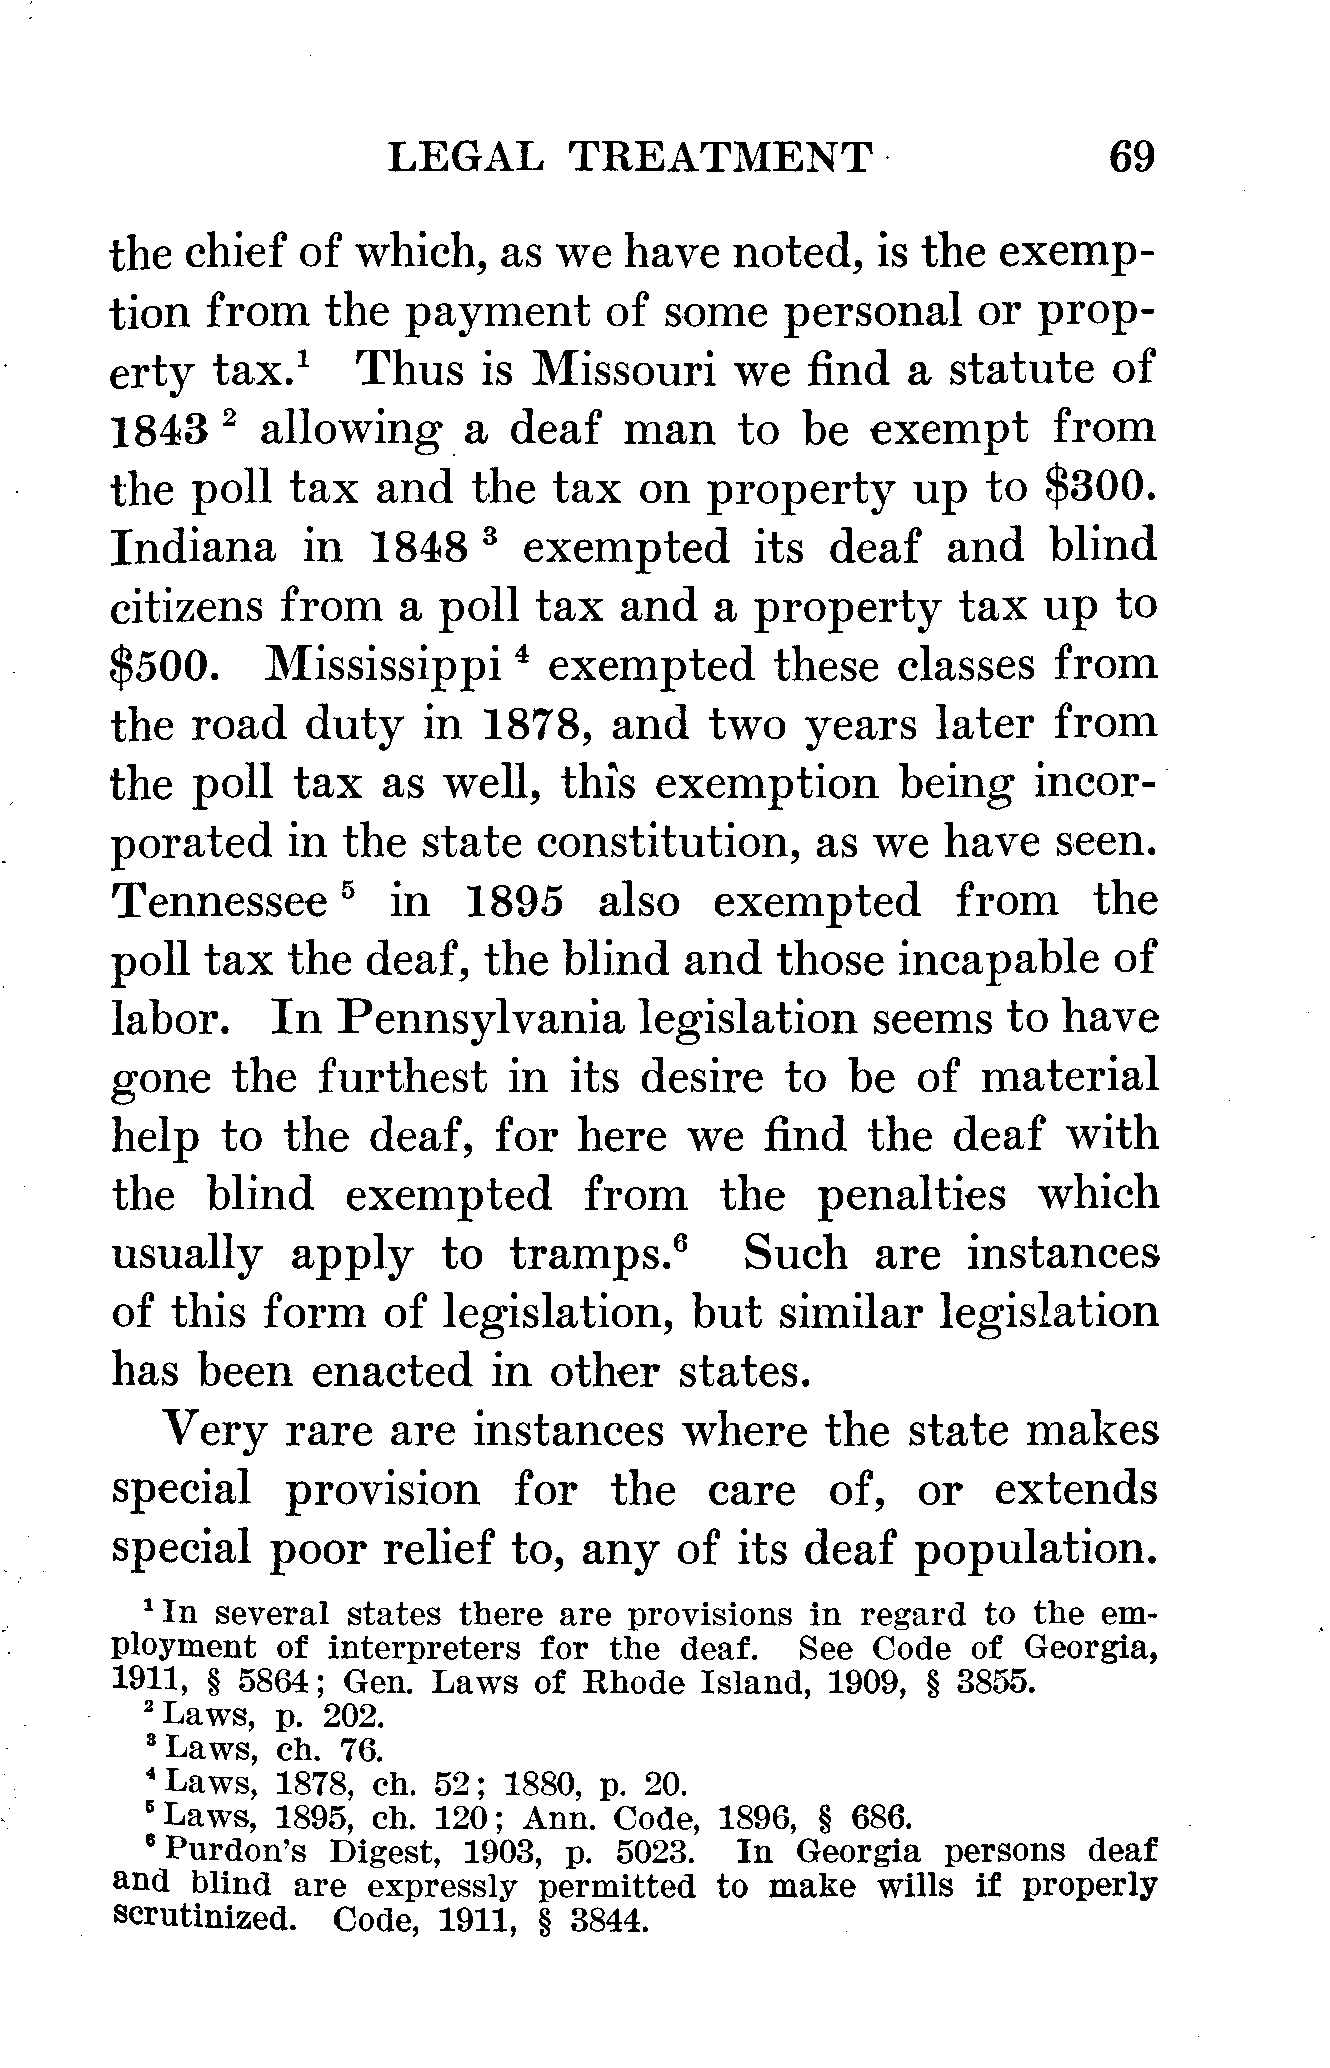 LEGAL TREATMENT 69
the chief of which, as we have noted, is the exemp-
tion from the payment of some personal or prop-
erty tax.¹ Thus is Missouri we find a statute of
1843 ² allowing a deaf man to be exempt from
the poll tax and the tax on property up to $300.
Indiana in 1848 ³ exempted its deaf and blind
citizens from a poll tax and a property tax up to
$500. Mississippi ⁴ exempted these classes from
the road duty in 1878, and two years later from
the poll tax as well, this exemption being incor-
porated in the state constitution, as we have seen.
Tennessee ⁵ in 1895 also exempted from the
poll tax the deaf, the blind and those incapable of
labor. In Pennsylvania legislation seems to have
gone the furthest in its desire to be of material
help to the deaf, for here we find the deaf with
the blind exempted from the penalties which
usually apply to tramps.⁶ Such are instances
of this form of legislation, but similar legislation
has been enacted in other states.
Very rare are instances where the state makes
special provision for the care of, or extends
special poor relief to, any of its deaf population.
¹ In several states there are provisions in regard to the em-
ployment of interpreters for the deaf. See Code of Georgia,
1911, § 5864; Gen. Laws of Rhode Island, 1909, § 3855.
² Laws, p. 202.
³ Laws, ch. 76.
⁴ Laws, 1878, ch. 52; 1880, p. 20.
⁵ Laws, 1895, ch. 120; Ann. Code, 1896, § 686.
⁶ Purdon's Digest, 1903, p. 5023. In Georgia persons deaf
and blind are expressly permitted to make wills if properly
scrutinized. Code, 1911, § 3844.